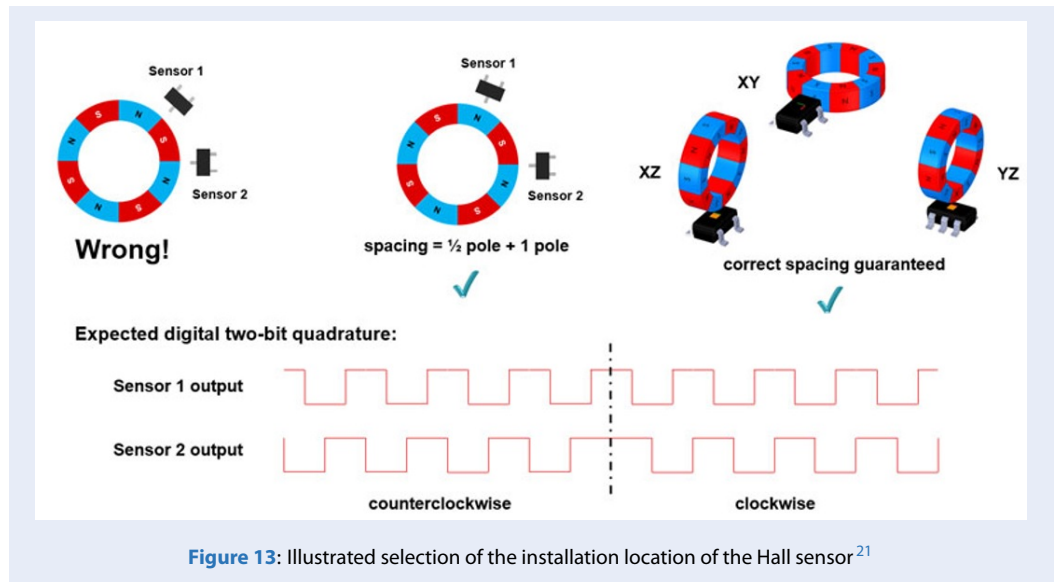 Sensor 1
Sensor 2
S N S N S N S N
Wrong!
Sensor 1
Sensor 2
S N S N S N S N
spacing = ½ pole + 1 pole
XY
XZ
YZ
correct spacing guaranteed
Expected digital two-bit quadrature:
Sensor 1 output
Sensor 2 output
counterclockwise
clockwise
Figure 13: Illustrated selection of the installation location of the Hall sensor21